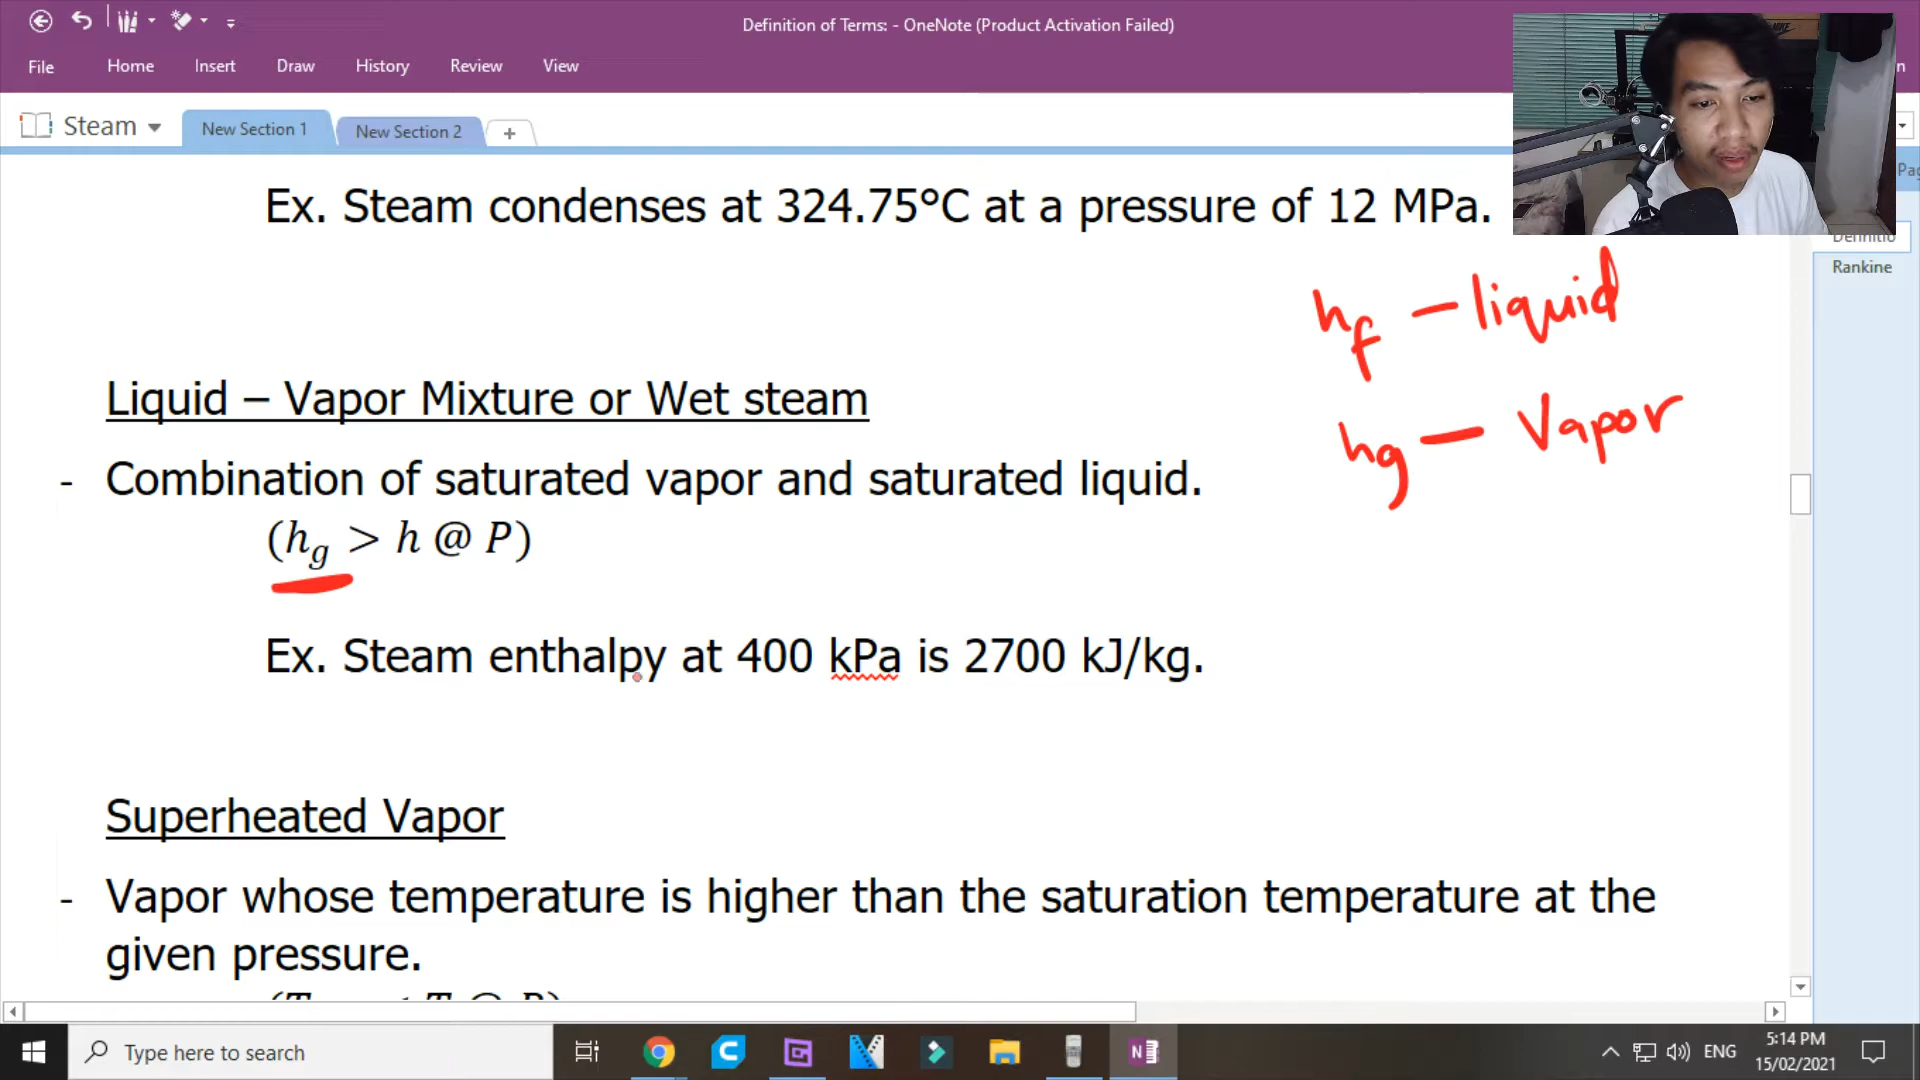 Definition of Terms: - OneNote (Product Activation Failed)
File Home Insert Draw History Review View
Steam New Section 1 New Section 2 +
Ex. Steam condenses at 324.75°C at a pressure of 12 MPa.
Rankine
hf – liquid
hg – Vapor
Liquid – Vapor Mixture or Wet steam
- Combination of saturated vapor and saturated liquid.
(hg > h @ P)
Ex. Steam enthalpy at 400 kPa is 2700 kJ/kg.
Superheated Vapor
- Vapor whose temperature is higher than the saturation temperature at the
given pressure.
Type here to search
ENG
5:14 PM
15/02/2021